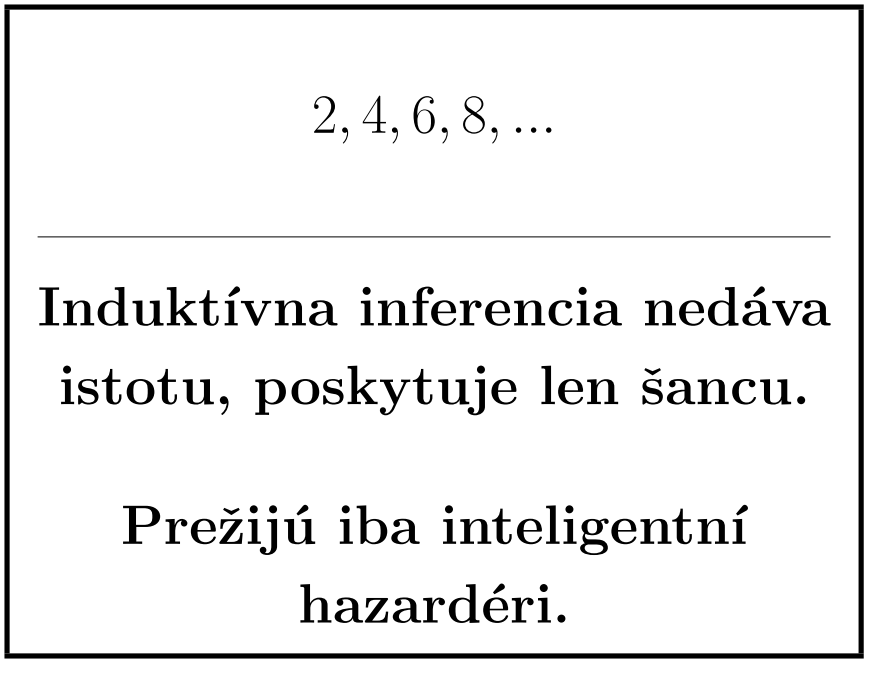 2, 4, 6, 8, ...
Induktívna inferencia nedáva
istotu, poskytuje len šancu.
Prežijú iba inteligentní
hazardéri.